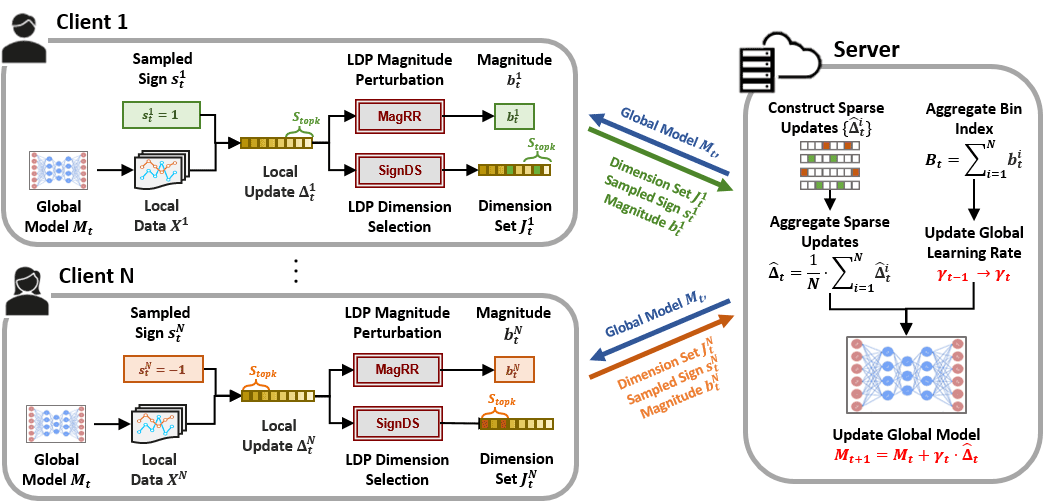 Client 1
Sampled
Sign $s_t^1$
LDP Magnitude
Perturbation
Magnitude
$b_t^1$
$s_t^1 = 1$
$S_{topk}$
MagRR
$b_t^1$
$S_{topk}$
SignDS
Global
Model $M_t$
Local
Data $X^1$
Local
Update $\Delta_t^1$
LDP Dimension
Selection
Dimension
Set $J_t^1$
Client N
Sampled
Sign $s_t^N$
LDP Magnitude
Perturbation
Magnitude
$b_t^N$
$s_t^N = -1$
$S_{topk}$
MagRR
$b_t^N$
$S_{topk}$
SignDS
Global
Model $M_t$
Local
Data $X^N$
Local
Update $\Delta_t^N$
LDP Dimension
Selection
Dimension
Set $J_t^N$
Global Model $M_t$,
Dimension Set $J_t^1$
Sampled Sign $s_t^1$
Magnitude $b_t^1$
Global Model $M_t$,
Dimension Set $J_t^N$
Sampled Sign $s_t^N$
Magnitude $b_t^N$
Server
Construct Sparse
Updates $\{\hat{\Delta}_t^i\}$
Aggregate Sparse
Updates
$\hat{\Delta}_t = \frac{1}{N} \cdot \sum_{i=1}^{N} \hat{\Delta}_t^i$
Aggregate Bin
Index
$B_t = \sum_{i=1}^{N} b_t^i$
Update Global
Learning Rate
$\gamma_{t-1} \rightarrow \gamma_t$
Update Global Model
$M_{t+1} = M_t + \gamma_t \cdot \hat{\Delta}_t$